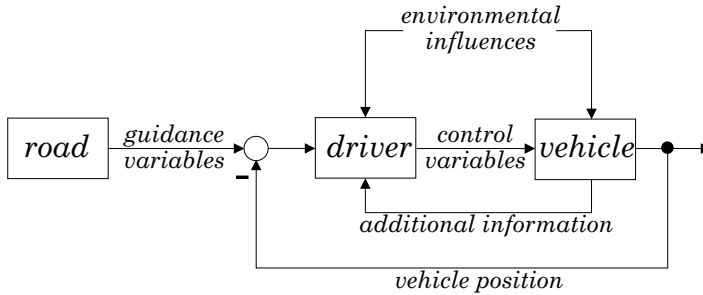 environmental
influences
road
guidance
variables
driver
control
variables
vehicle
-
additional information
vehicle position